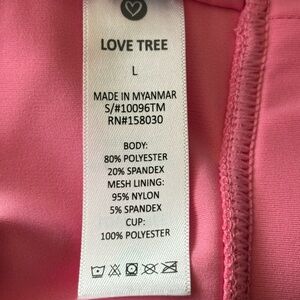 LOVE TREE
L
MADE IN MYANMAR
S/#10096TM
RN#158030
BODY:
80% POLYESTER
20% SPANDEX
MESH LINING:
95% NYLON
5% SPANDEX
CUP:
100% POLYESTER